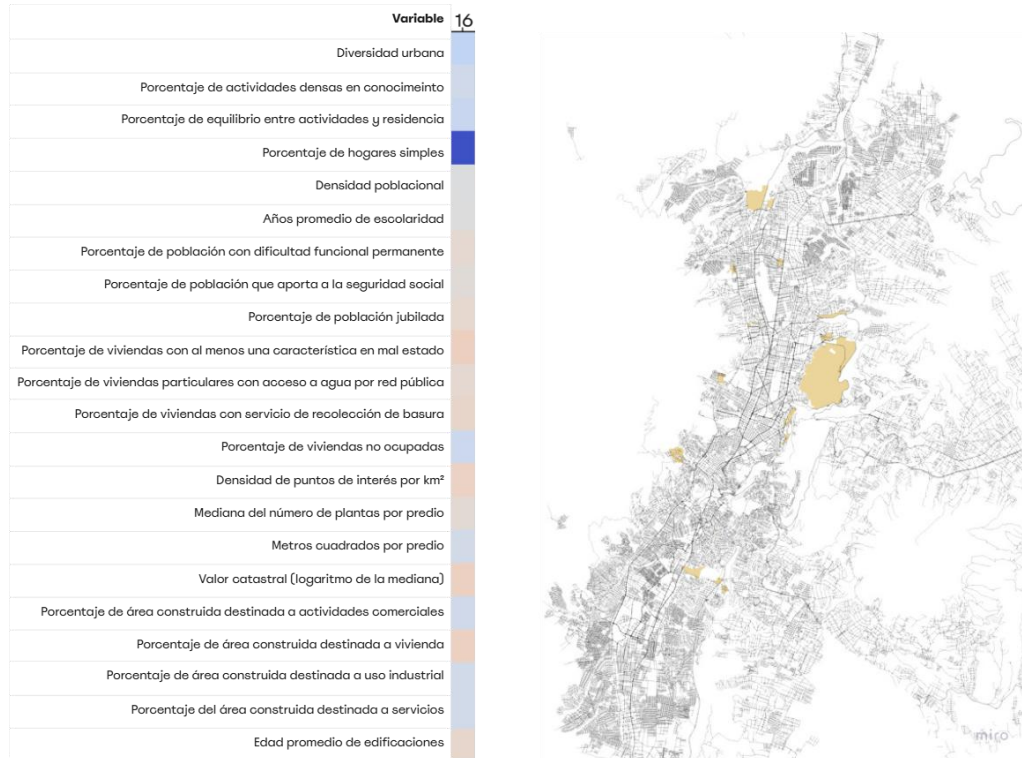 Variable 16
Diversidad urbana
Porcentaje de actividades densas en conocimeinto
Porcentaje de equilibrio entre actividades y residencia
Porcentaje de hogares simples
Densidad poblacional
Años promedio de escolaridad
Porcentaje de población con dificultad funcional permanente
Porcentaje de población que aporta a la seguridad social
Porcentaje de población jubilada
Porcentaje de viviendas con al menos una característica en mal estado
Porcentaje de viviendas particulares con acceso a agua por red pública
Porcentaje de viviendas con servicio de recolección de basura
Porcentaje de viviendas no ocupadas
Densidad de puntos de interés por km²
Mediana del número de plantas por predio
Metros cuadrados por predio
Valor catastral (logaritmo de la mediana)
Porcentaje de área construida destinada a actividades comerciales
Porcentaje de área construida destinada a vivienda
Porcentaje de área construida destinada a uso industrial
Porcentaje del área construida destinada a servicios
Edad promedio de edificaciones
miro